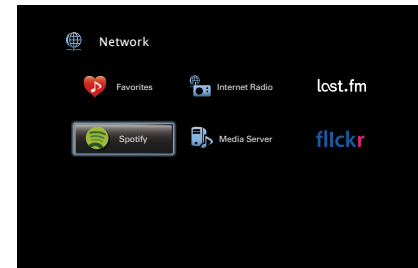 Network
Favorites Internet Radio last.fm
Spotify Media Server flickr